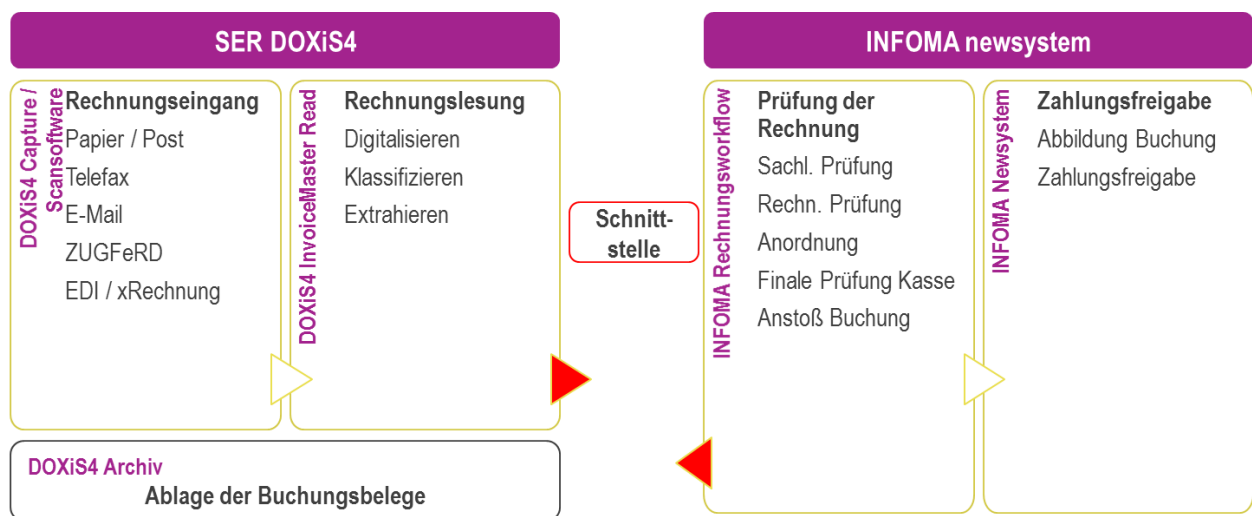 SER DOXiS4
INFOMA newsystem
DOXiS4 Capture /
Scansoftware
Rechnungseingang
Papier / Post
Telefax
E-Mail
ZUGFeRD
EDI / xRechnung
DOXiS4 InvoiceMaster Read
Rechnungslesung
Digitalisieren
Klassifizieren
Extrahieren
Schnitt-
stelle
INFOMA Rechnungsworkflow
Prüfung der
Rechnung
Sachl. Prüfung
Rechn. Prüfung
Anordnung
Finale Prüfung Kasse
Anstoß Buchung
INFOMA Newsystem
Zahlungsfreigabe
Abbildung Buchung
Zahlungsfreigabe
DOXiS4 Archiv
Ablage der Buchungsbelege